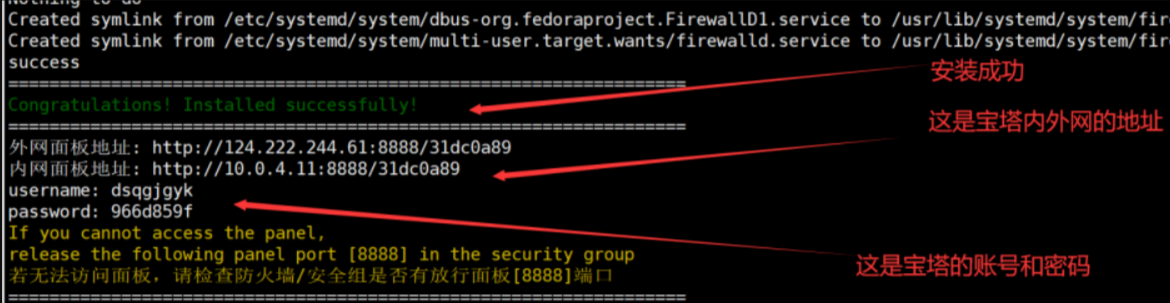 Nothing to do
Created symlink from /etc/systemd/system/dbus-org.fedoraproject.FirewallD1.service to /usr/lib/systemd/system/fir
Created symlink from /etc/systemd/system/multi-user.target.wants/firewalld.service to /usr/lib/systemd/system/fir
success
==================================================================
安装成功
Congratulations! Installed successfully!
==================================================================
这是宝塔内外网的地址
外网面板地址: http://124.222.244.61:8888/31dc0a89
内网面板地址: http://10.0.4.11:8888/31dc0a89
username: dsqgjgyk
password: 966d859f
If you cannot access the panel,
release the following panel port [8888] in the security group
这是宝塔的账号和密码
若无法访问面板，请检查防火墙/安全组是否有放行面板[8888]端口
==================================================================